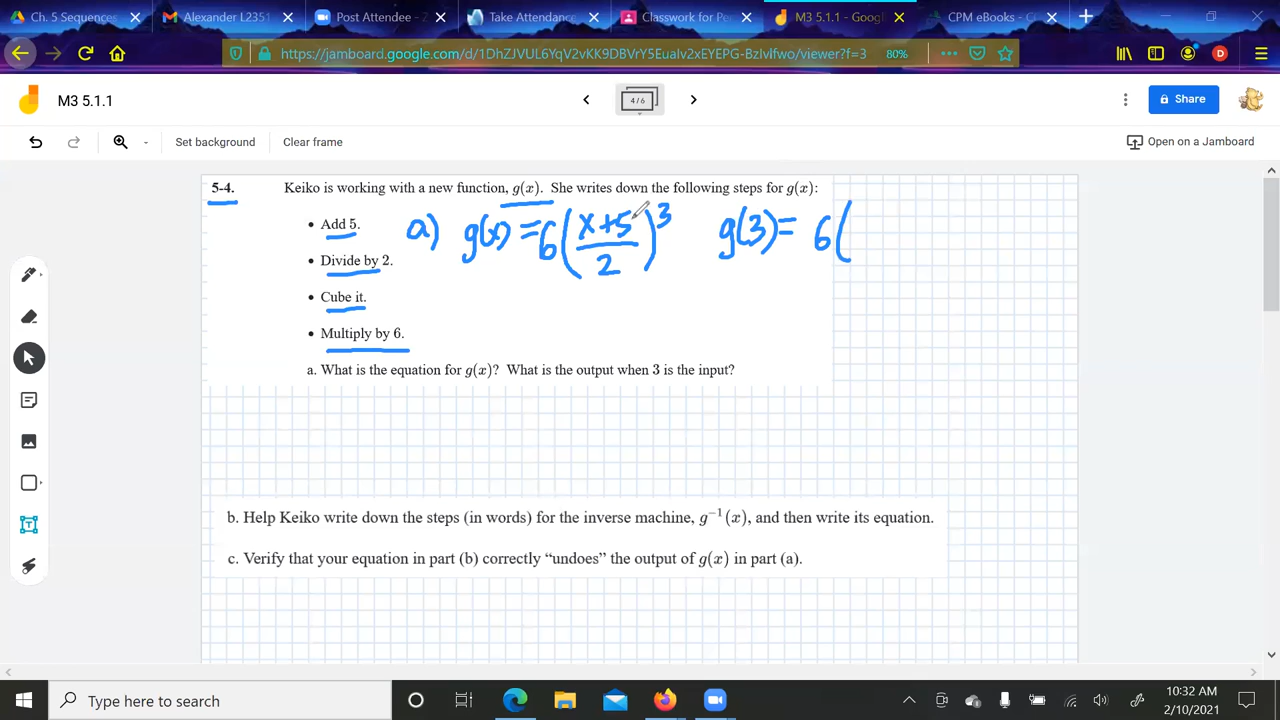 Ch. 5 Sequences
Alexander L2351
Post Attendee - Z
Take Attendance
Classwork for Per
M3 5.1.1 - Googl
CPM eBooks - C
https://jamboard.google.com/d/1DhZJVUL6YqV2vKK9DBVrY5EuaIv2xEYEPG-BzlvIfwo/viewer?f=3
80%
M3 5.1.1
4/6
Share
Set background
Clear frame
Open on a Jamboard
5-4. Keiko is working with a new function, g(x). She writes down the following steps for g(x):
• Add 5.
a) g(x) = 6((x+5)/2)^3 g(3) = 6(
• Divide by 2.
• Cube it.
• Multiply by 6.
a. What is the equation for g(x)? What is the output when 3 is the input?
b. Help Keiko write down the steps (in words) for the inverse machine, g⁻¹(x), and then write its equation.
c. Verify that your equation in part (b) correctly “undoes” the output of g(x) in part (a).
Type here to search
10:32 AM
2/10/2021